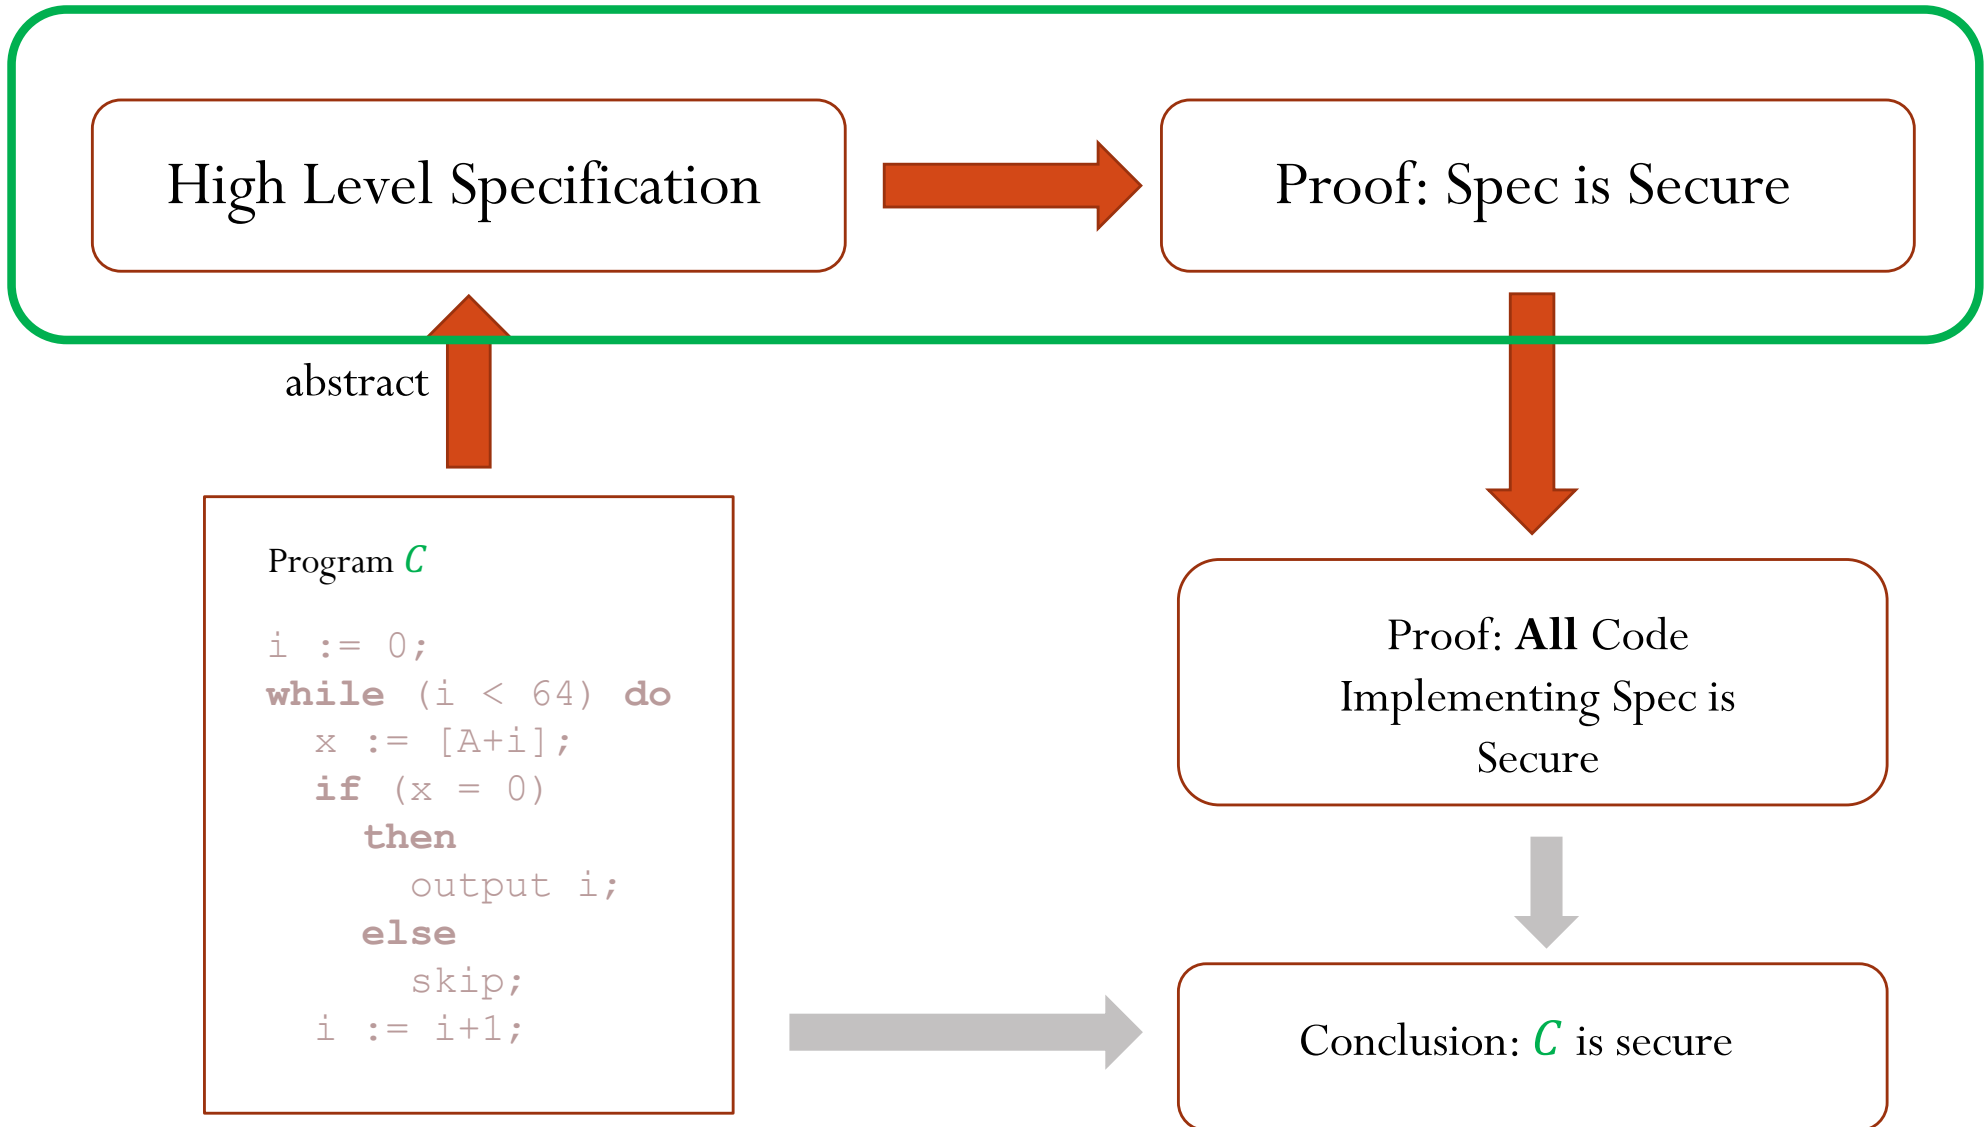 High Level Specification
Proof: Spec is Secure
abstract
Program C
i := 0;
while (i < 64) do
x := [A+i];
if (x = 0)
then
output i;
else
skip;
i := i+1;
Proof: All Code
Implementing Spec is
Secure
Conclusion: C is secure